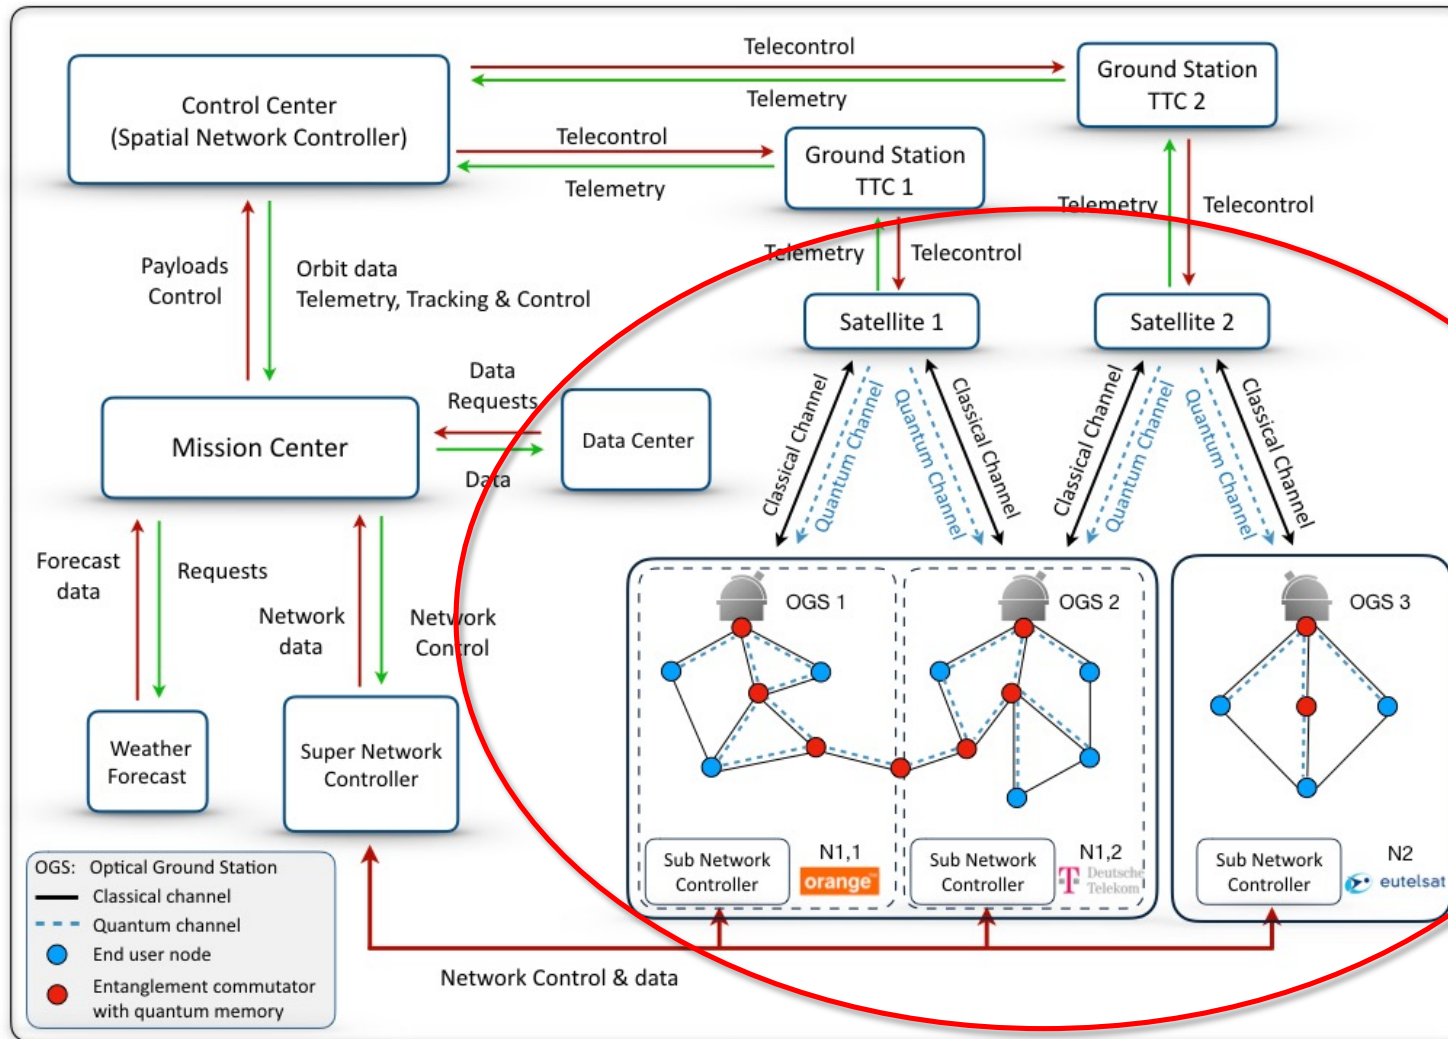 Control Center
(Spatial Network Controller)
Telecontrol
Telemetry
Ground Station
TTC 2
Telecontrol
Telemetry
Ground Station
TTC 1
Telemetry
Telecontrol
Telemetry
Telecontrol
Payloads
Control
Orbit data
Telemetry, Tracking & Control
Satellite 1
Satellite 2
Mission Center
Data
Requests
Data
Data Center
Classical Channel
Quantum Channel
Quantum Channel
Classical Channel
Classical Channel
Quantum Channel
Quantum Channel
Classical Channel
Forecast
data
Requests
Network
data
Network
Control
Weather
Forecast
Super Network
Controller
OGS 1
OGS 2
OGS 3
Sub Network
Controller
N1,1
orange™
Sub Network
Controller
N1,2
T Deutsche
Telekom
Sub Network
Controller
N2
eutelsat
Network Control & data
OGS: Optical Ground Station
Classical channel
Quantum channel
End user node
Entanglement commutator
with quantum memory